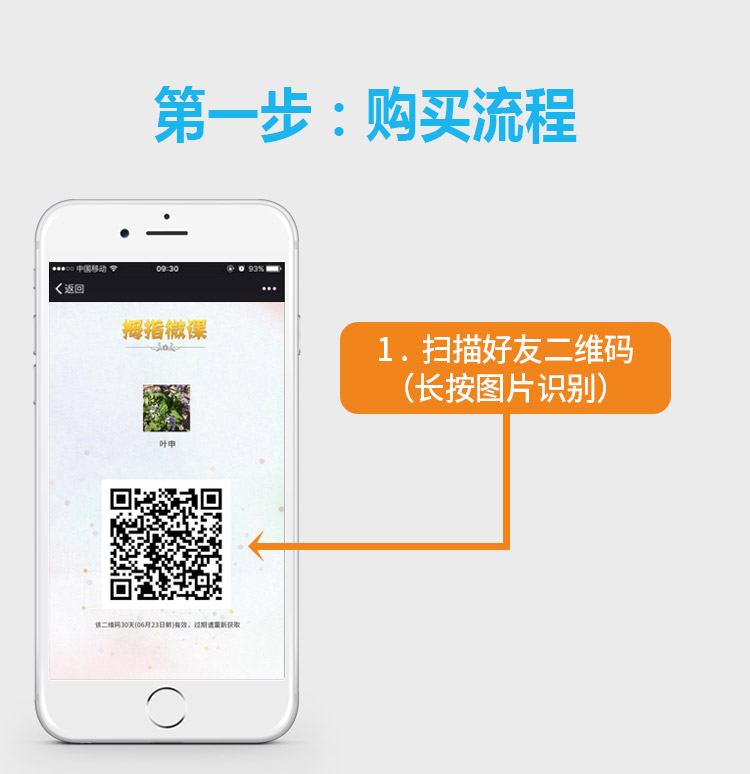 第一步：购买流程
中国移动 09:30 93%
返回
拇指微课
叶申
该二维码30天(06月23日前)有效，过期请重新获取
1. 扫描好友二维码
（长按图片识别）